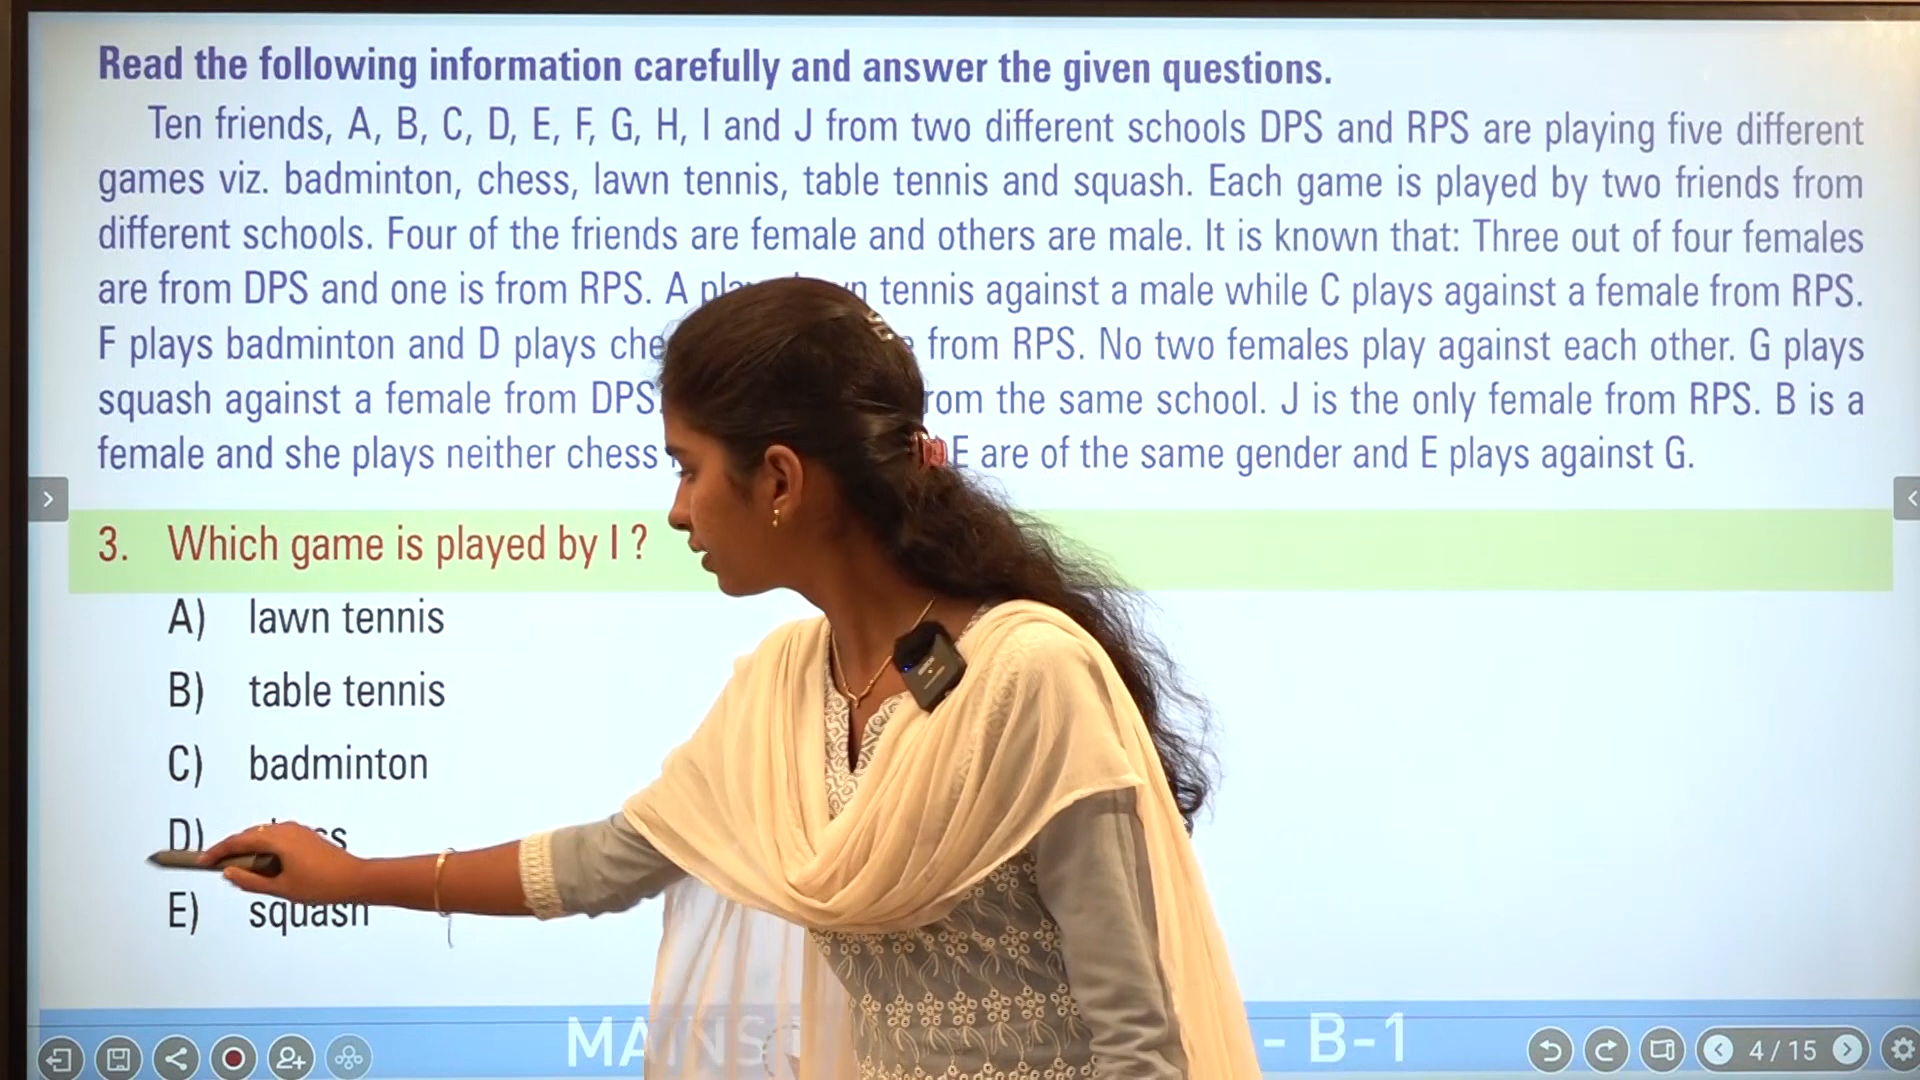 Read the following information carefully and answer the given questions.
Ten friends, A, B, C, D, E, F, G, H, I and J from two different schools DPS and RPS are playing five different
games viz. badminton, chess, lawn tennis, table tennis and squash. Each game is played by two friends from
different schools. Four of the friends are female and others are male. It is known that: Three out of four females
are from DPS and one is from RPS. A tennis against a male while C plays against a female from RPS.
F plays badminton and D plays from RPS. No two females play against each other. G plays
squash against a female from DPS. from the same school. J is the only female from RPS. B is a
female and she plays neither chess E are of the same gender and E plays against G.
3. Which game is played by I ?
A) lawn tennis
B) table tennis
C) badminton
D)
E) squash
- B-1
4 / 15